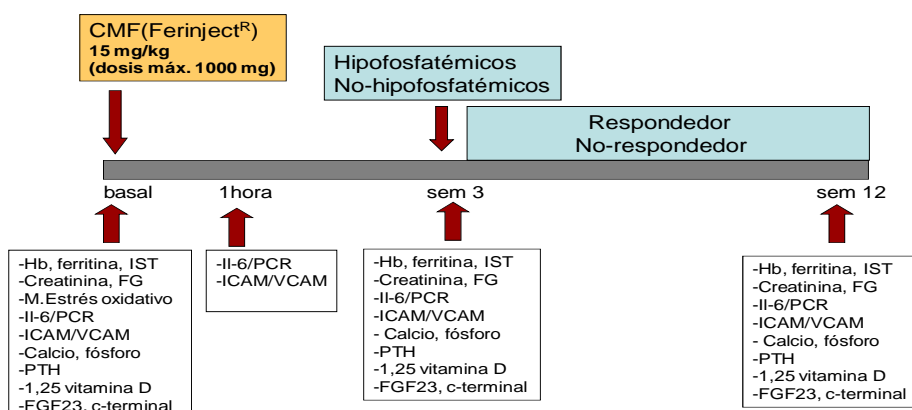 CMF(Ferinject^R)
15 mg/kg
(dosis máx. 1000 mg)
Hipofosfatémicos
No-hipofosfatémicos
Respondedor
No-respondedor
basal
1hora
sem 3
sem 12
-Hb, ferritina, IST
-Creatinina, FG
-M.Estrés oxidativo
-Il-6/PCR
-ICAM/VCAM
-Calcio, fósforo
-PTH
-1,25 vitamina D
-FGF23, c-terminal
-Il-6/PCR
-ICAM/VCAM
-Hb, ferritina, IST
-Creatinina, FG
-Il-6/PCR
-ICAM/VCAM
- Calcio, fósforo
-PTH
-1,25 vitamina D
-FGF23, c-terminal
-Hb, ferritina, IST
-Creatinina, FG
-Il-6/PCR
-ICAM/VCAM
- Calcio, fósforo
-PTH
-1,25 vitamina D
-FGF23, c-terminal